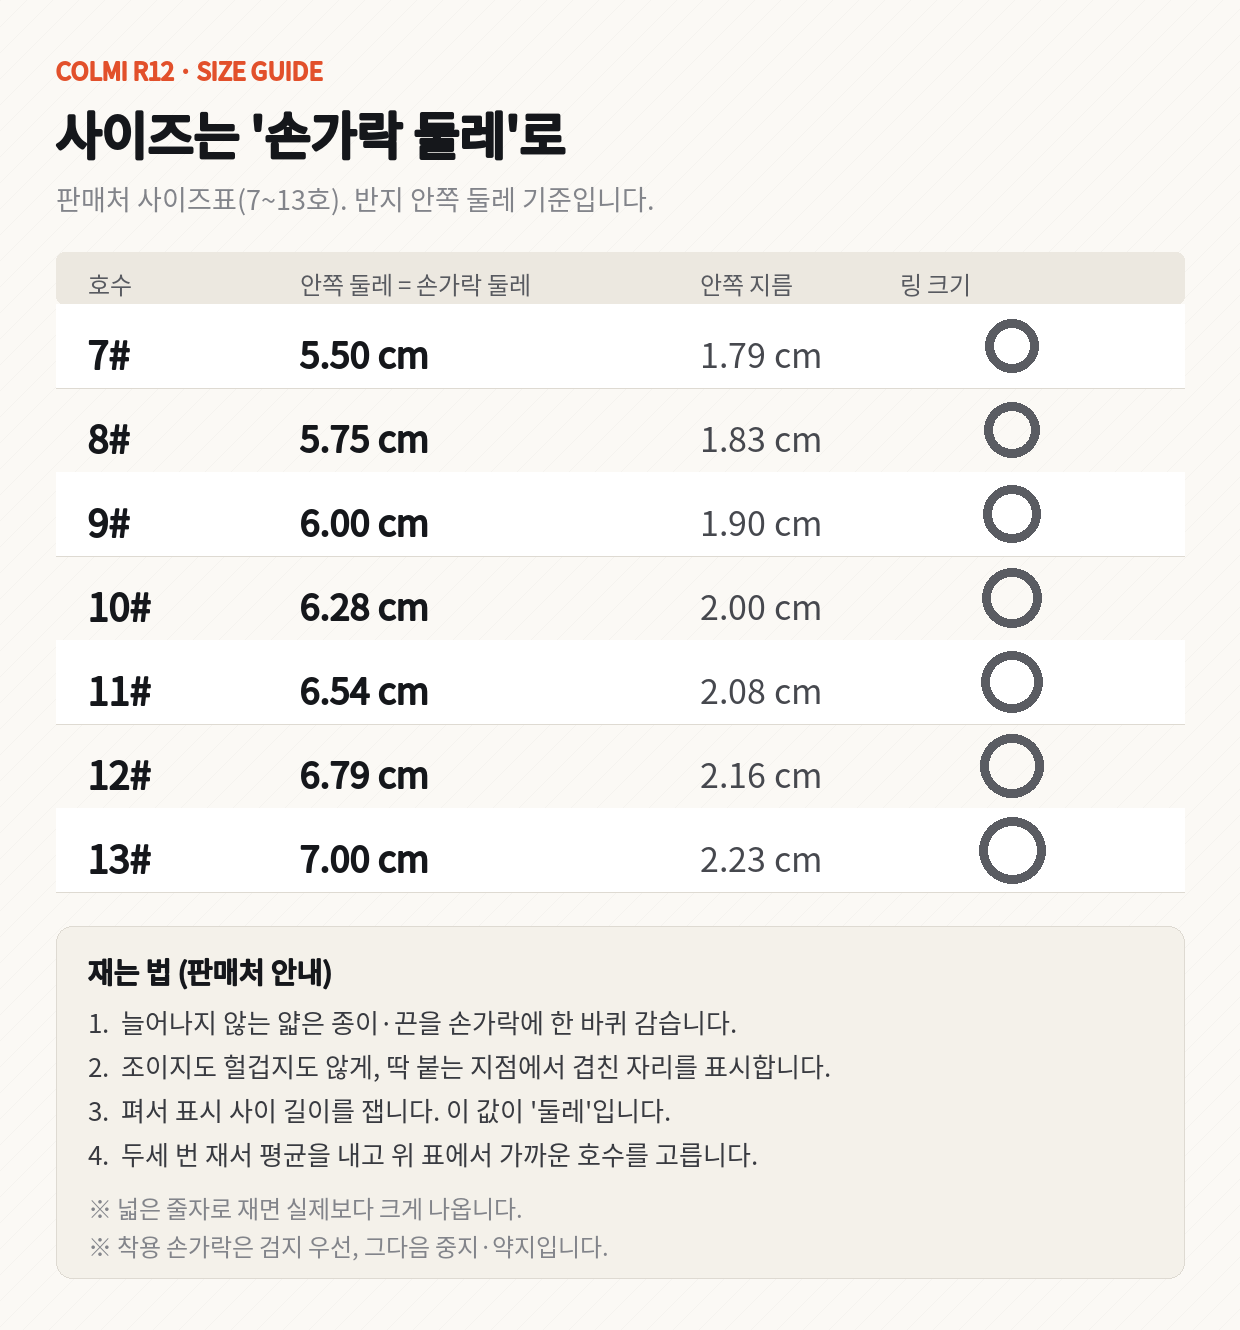 COLMI R12 · SIZE GUIDE
사이즈는 '손가락 둘레'로
판매처 사이즈표(7~13호). 반지 안쪽 둘레 기준입니다.
호수 안쪽 둘레 = 손가락 둘레 안쪽 지름 링 크기
7# 5.50 cm 1.79 cm
8# 5.75 cm 1.83 cm
9# 6.00 cm 1.90 cm
10# 6.28 cm 2.00 cm
11# 6.54 cm 2.08 cm
12# 6.79 cm 2.16 cm
13# 7.00 cm 2.23 cm
재는 법 (판매처 안내)
1. 늘어나지 않는 얇은 종이·끈을 손가락에 한 바퀴 감습니다.
2. 조이지도 헐겁지도 않게, 딱 붙는 지점에서 겹친 자리를 표시합니다.
3. 펴서 표시 사이 길이를 잽니다. 이 값이 '둘레'입니다.
4. 두세 번 재서 평균을 내고 위 표에서 가까운 호수를 고릅니다.
※ 넓은 줄자로 재면 실제보다 크게 나옵니다.
※ 착용 손가락은 검지 우선, 그다음 중지·약지입니다.